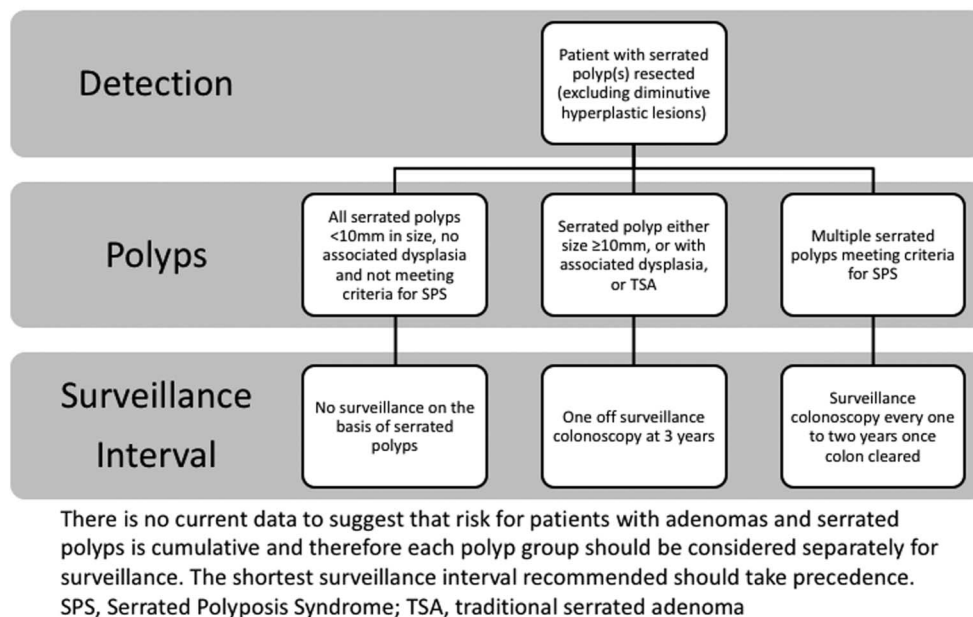 Detection
Patient with serrated
polyp(s) resected
(excluding diminutive
hyperplastic lesions)
Polyps
All serrated polyps
<10mm in size, no
associated dysplasia
and not meeting
criteria for SPS
Serrated polyp either
size ≥10mm, or with
associated dysplasia,
or TSA
Multiple serrated
polyps meeting criteria
for SPS
Surveillance
Interval
No surveillance on the
basis of serrated
polyps
One off surveillance
colonoscopy at 3 years
Surveillance
colonoscopy every one
to two years once
colon cleared
There is no current data to suggest that risk for patients with adenomas and serrated
polyps is cumulative and therefore each polyp group should be considered separately for
surveillance. The shortest surveillance interval recommended should take precedence.
SPS, Serrated Polyposis Syndrome; TSA, traditional serrated adenoma